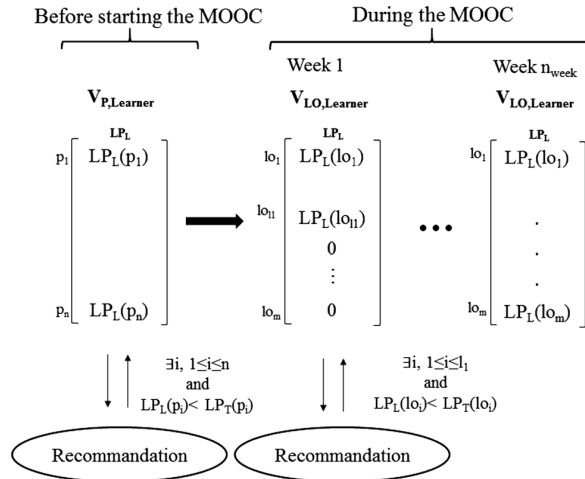 Before starting the MOOC
During the MOOC
Week 1
Week n_week
V_P,Learner
V_LO,Learner
V_LO,Learner
LP_L
LP_L
LP_L
p_1 LP_L(p_1)
lo_1 LP_L(lo_1)
lo_1 LP_L(lo_1)
lo_l1 LP_L(lo_l1)
0
⋮
•••
.
.
.
p_n LP_L(p_n)
lo_m 0
lo_m LP_L(lo_m)
∃i, 1≤i≤n
and
LP_L(p_i)< LP_T(p_i)
∃i, 1≤i≤l_1
and
LP_L(lo_i)< LP_T(lo_i)
Recommandation
Recommandation